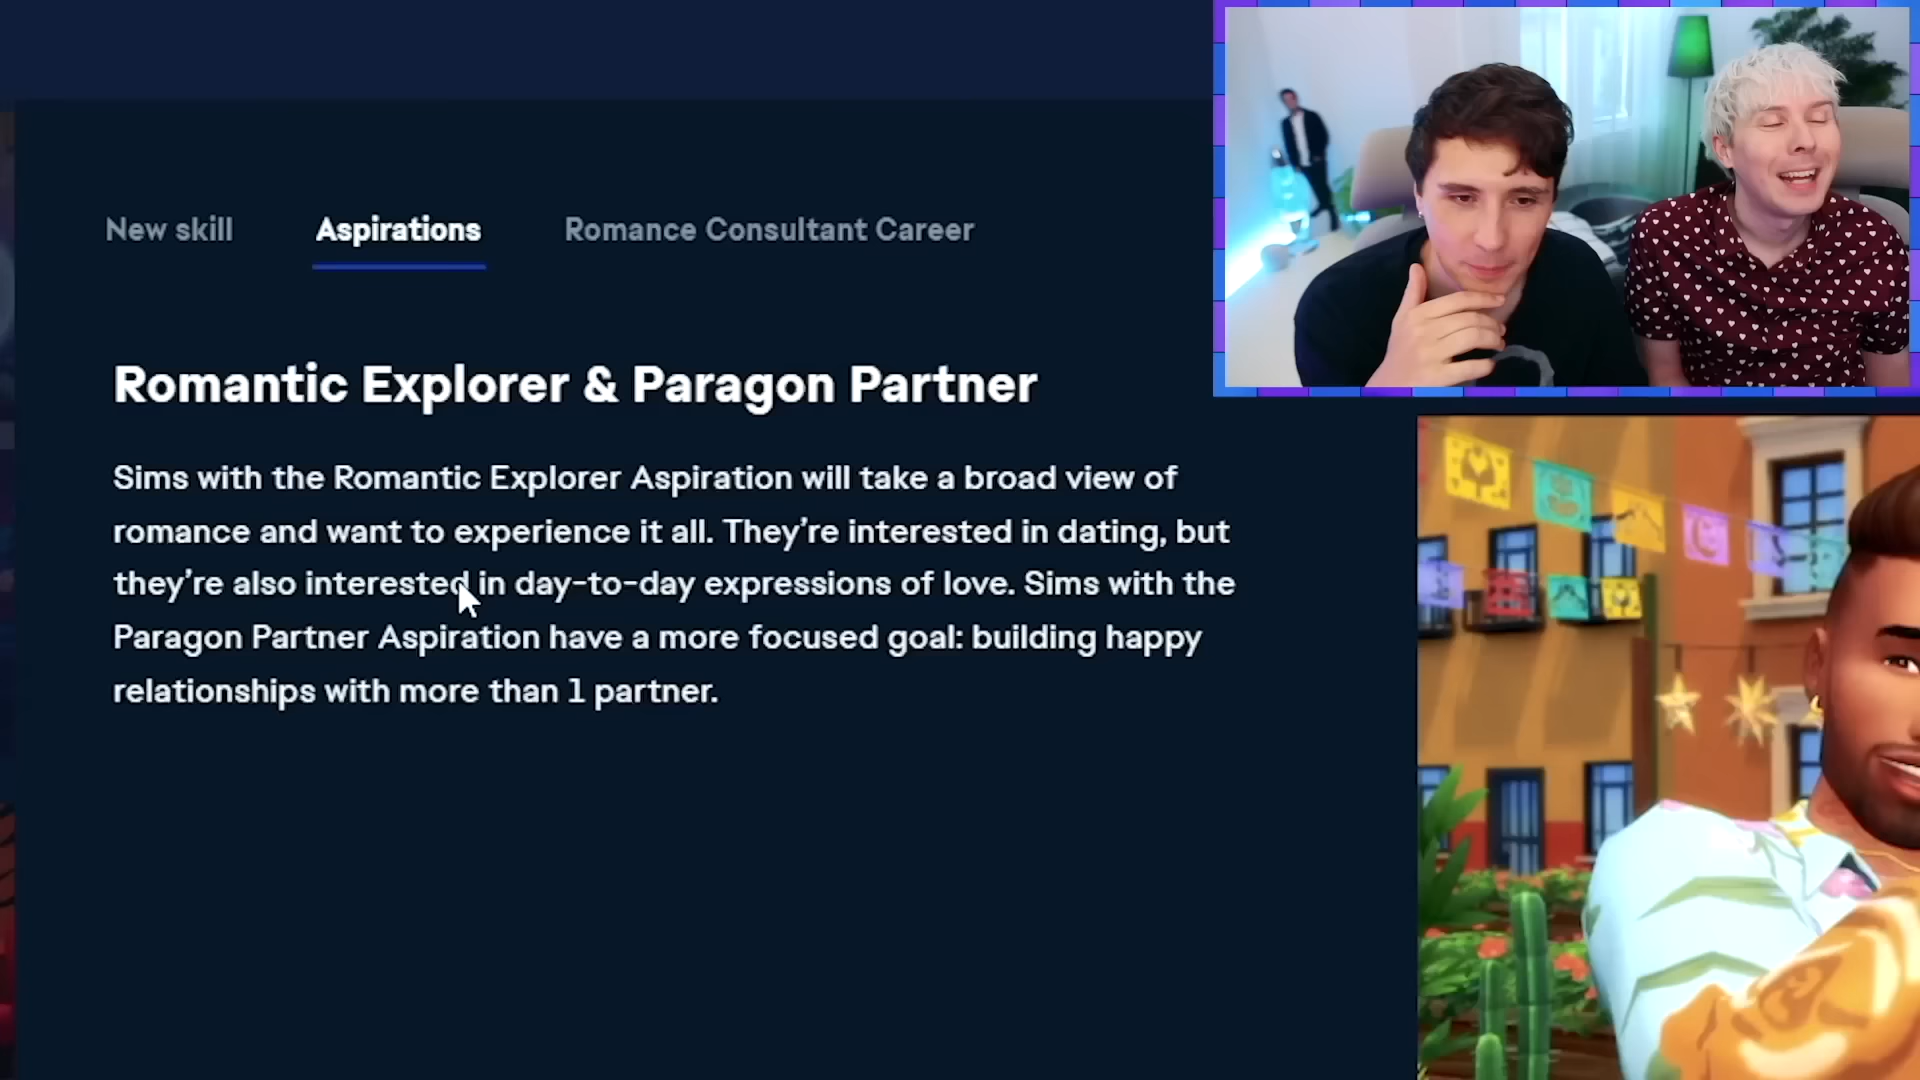 New skill
Aspirations
Romance Consultant Career
Romantic Explorer & Paragon Partner
Sims with the Romantic Explorer Aspiration will take a broad view of
romance and want to experience it all. They’re interested in dating, but
they’re also interested in day-to-day expressions of love. Sims with the
Paragon Partner Aspiration have a more focused goal: building happy
relationships with more than 1 partner.